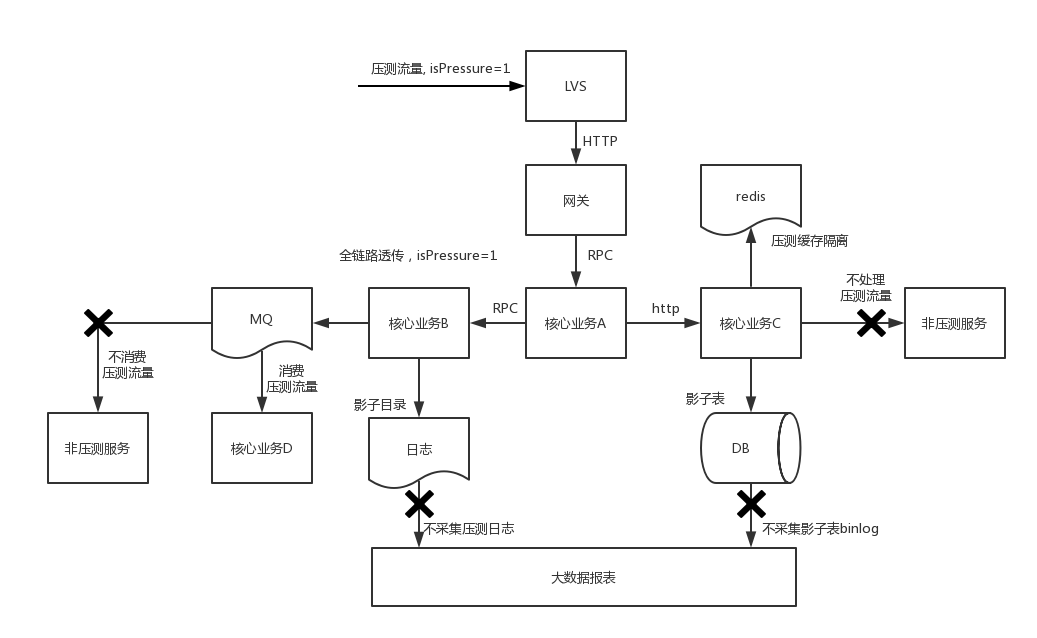 压测流量, isPressure=1
LVS
HTTP
网关
redis
压测缓存隔离
RPC
全链路透传，isPressure=1
不处理
压测流量
MQ
核心业务B
RPC
核心业务A
http
核心业务C
非压测服务
不消费
压测流量
消费
压测流量
影子目录
影子表
非压测服务
核心业务D
日志
DB
不采集压测日志
不采集影子表binlog
大数据报表